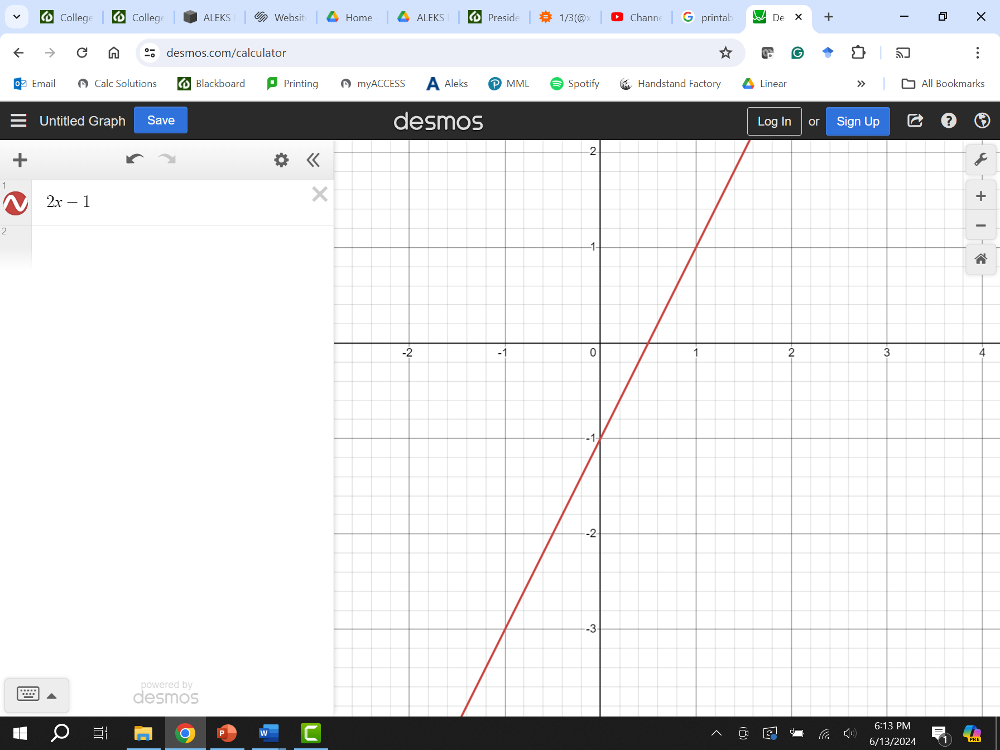 College College ALEKS Website Home ALEKS Preside 1/3(@x Channe printab De
desmos.com/calculator
Email Calc Solutions Blackboard Printing myACCESS Aleks MML Spotify Handstand Factory Linear » All Bookmarks
Untitled Graph Save desmos Log In or Sign Up
1
2x − 1
2
2
1
-2 -1 0 1 2 3 4
-1
-2
-3
powered by
desmos
6:13 PM
6/13/2024
1
PRE